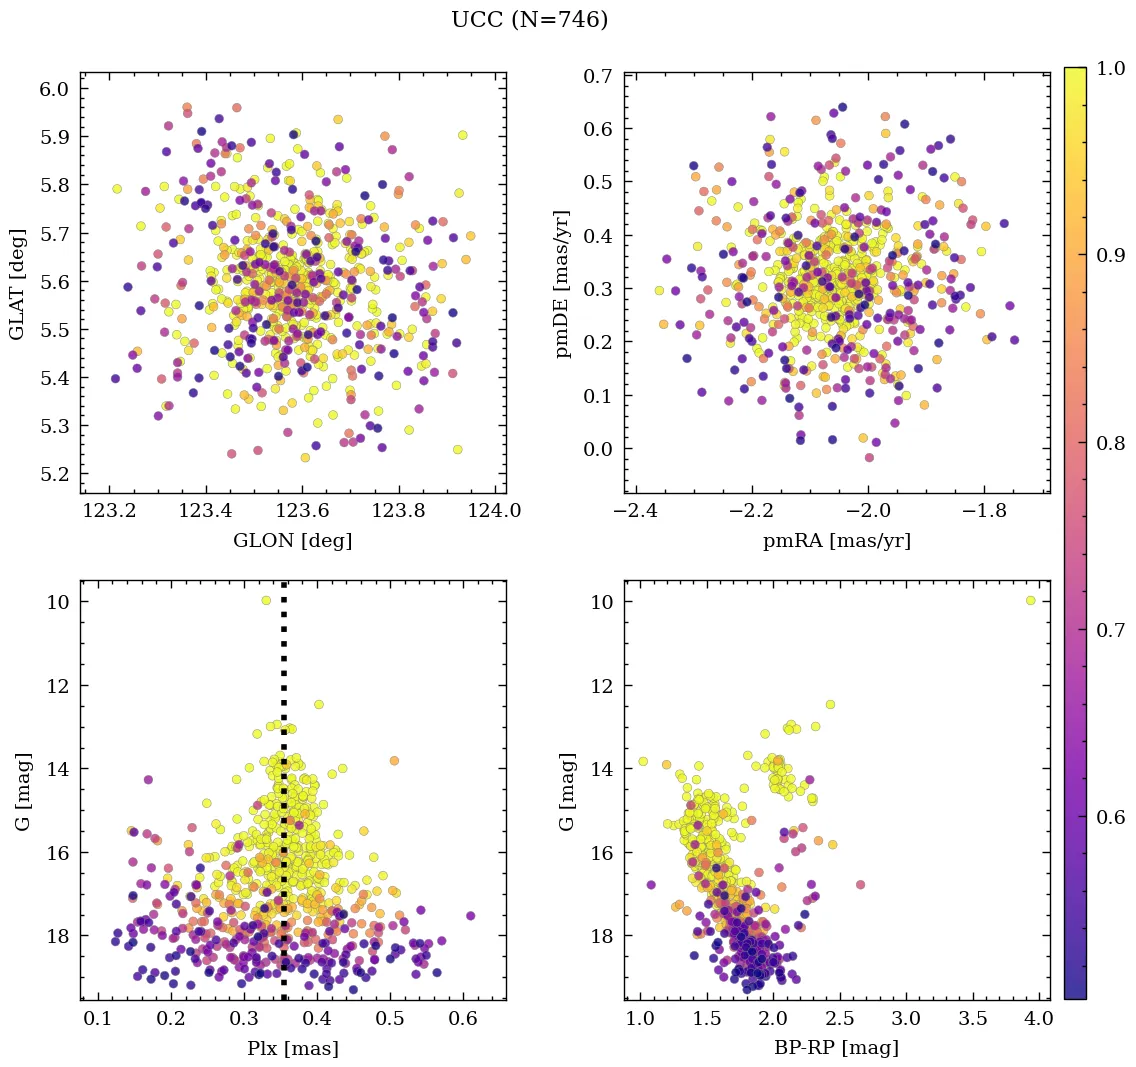 UCC (N=746)
6.0
5.9
5.8
5.7
5.6
5.5
5.4
5.3
5.2
GLAT [deg]
123.2 123.4 123.6 123.8 124.0
GLON [deg]
0.7
0.6
0.5
0.4
0.3
0.2
0.1
0.0
pmDE [mas/yr]
−2.4 −2.2 −2.0 −1.8
pmRA [mas/yr]
1.0
0.9
0.8
0.7
0.6
10
12
14
16
18
G [mag]
0.1 0.2 0.3 0.4 0.5 0.6
Plx [mas]
10
12
14
16
18
G [mag]
1.0 1.5 2.0 2.5 3.0 3.5 4.0
BP-RP [mag]